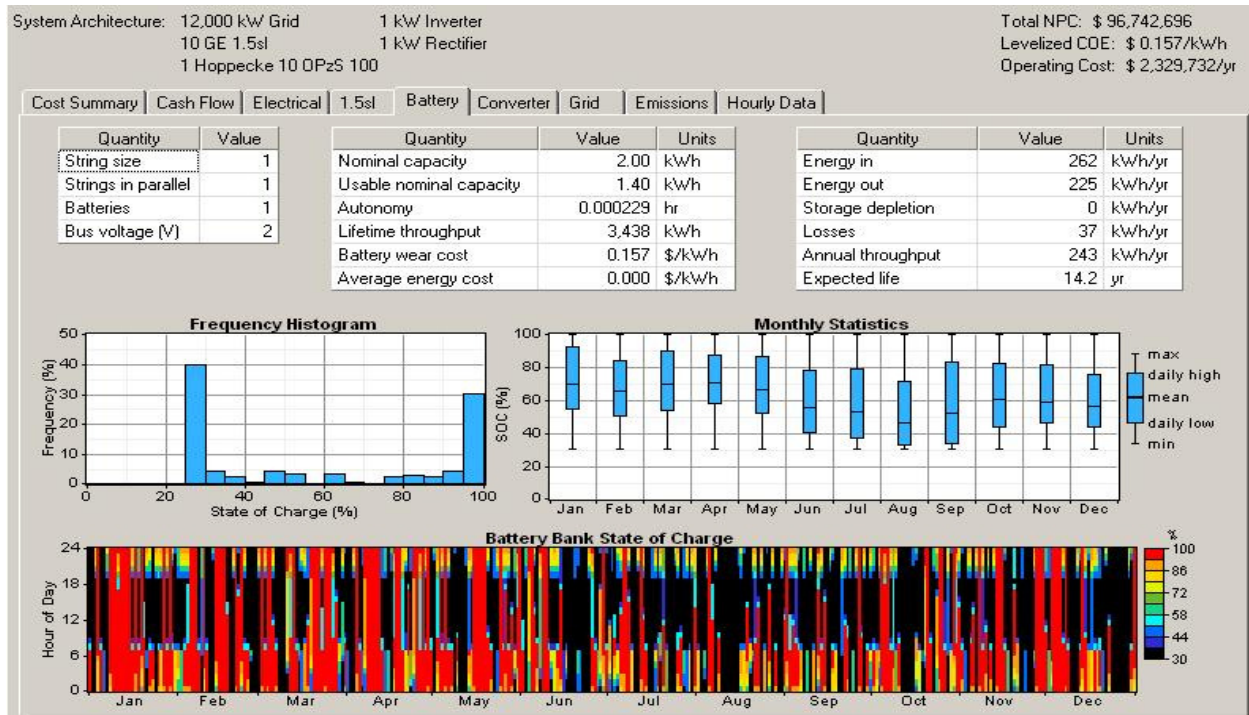 System Architecture: 12,000 kW Grid 1 kW Inverter Total NPC: $ 96,742,696
10 GE 1.5sl 1 kW Rectifier Levelized COE: $ 0.157/kWh
1 Hoppecke 10 OPzS 100 Operating Cost: $ 2,329,732/yr
Cost Summary Cash Flow Electrical 1.5sl Battery Converter Grid Emissions Hourly Data
Quantity Value Quantity Value Units Quantity Value Units
String size 1 Nominal capacity 2.00 kWh Energy in 262 kWh/yr
Strings in parallel 1 Usable nominal capacity 1.40 kWh Energy out 225 kWh/yr
Batteries 1 Autonomy 0.000229 hr Storage depletion 0 kWh/yr
Bus voltage (V) 2 Lifetime throughput 3,438 kWh Losses 37 kWh/yr
Battery wear cost 0.157 $/kWh Annual throughput 243 kWh/yr
Average energy cost 0.000 $/kWh Expected life 14.2 yr
Frequency Histogram
Frequency (%)
50
40
30
20
10
0
0 20 40 60 80 100
State of Charge (%)
Monthly Statistics
SOC (%)
100
80
60
40
20
0
Jan Feb Mar Apr May Jun Jul Aug Sep Oct Nov Dec
max
daily high
mean
daily low
min
Battery Bank State of Charge
Hour of Day
24
18
12
6
0
Jan Feb Mar Apr May Jun Jul Aug Sep Oct Nov Dec
%
100
86
72
58
44
30